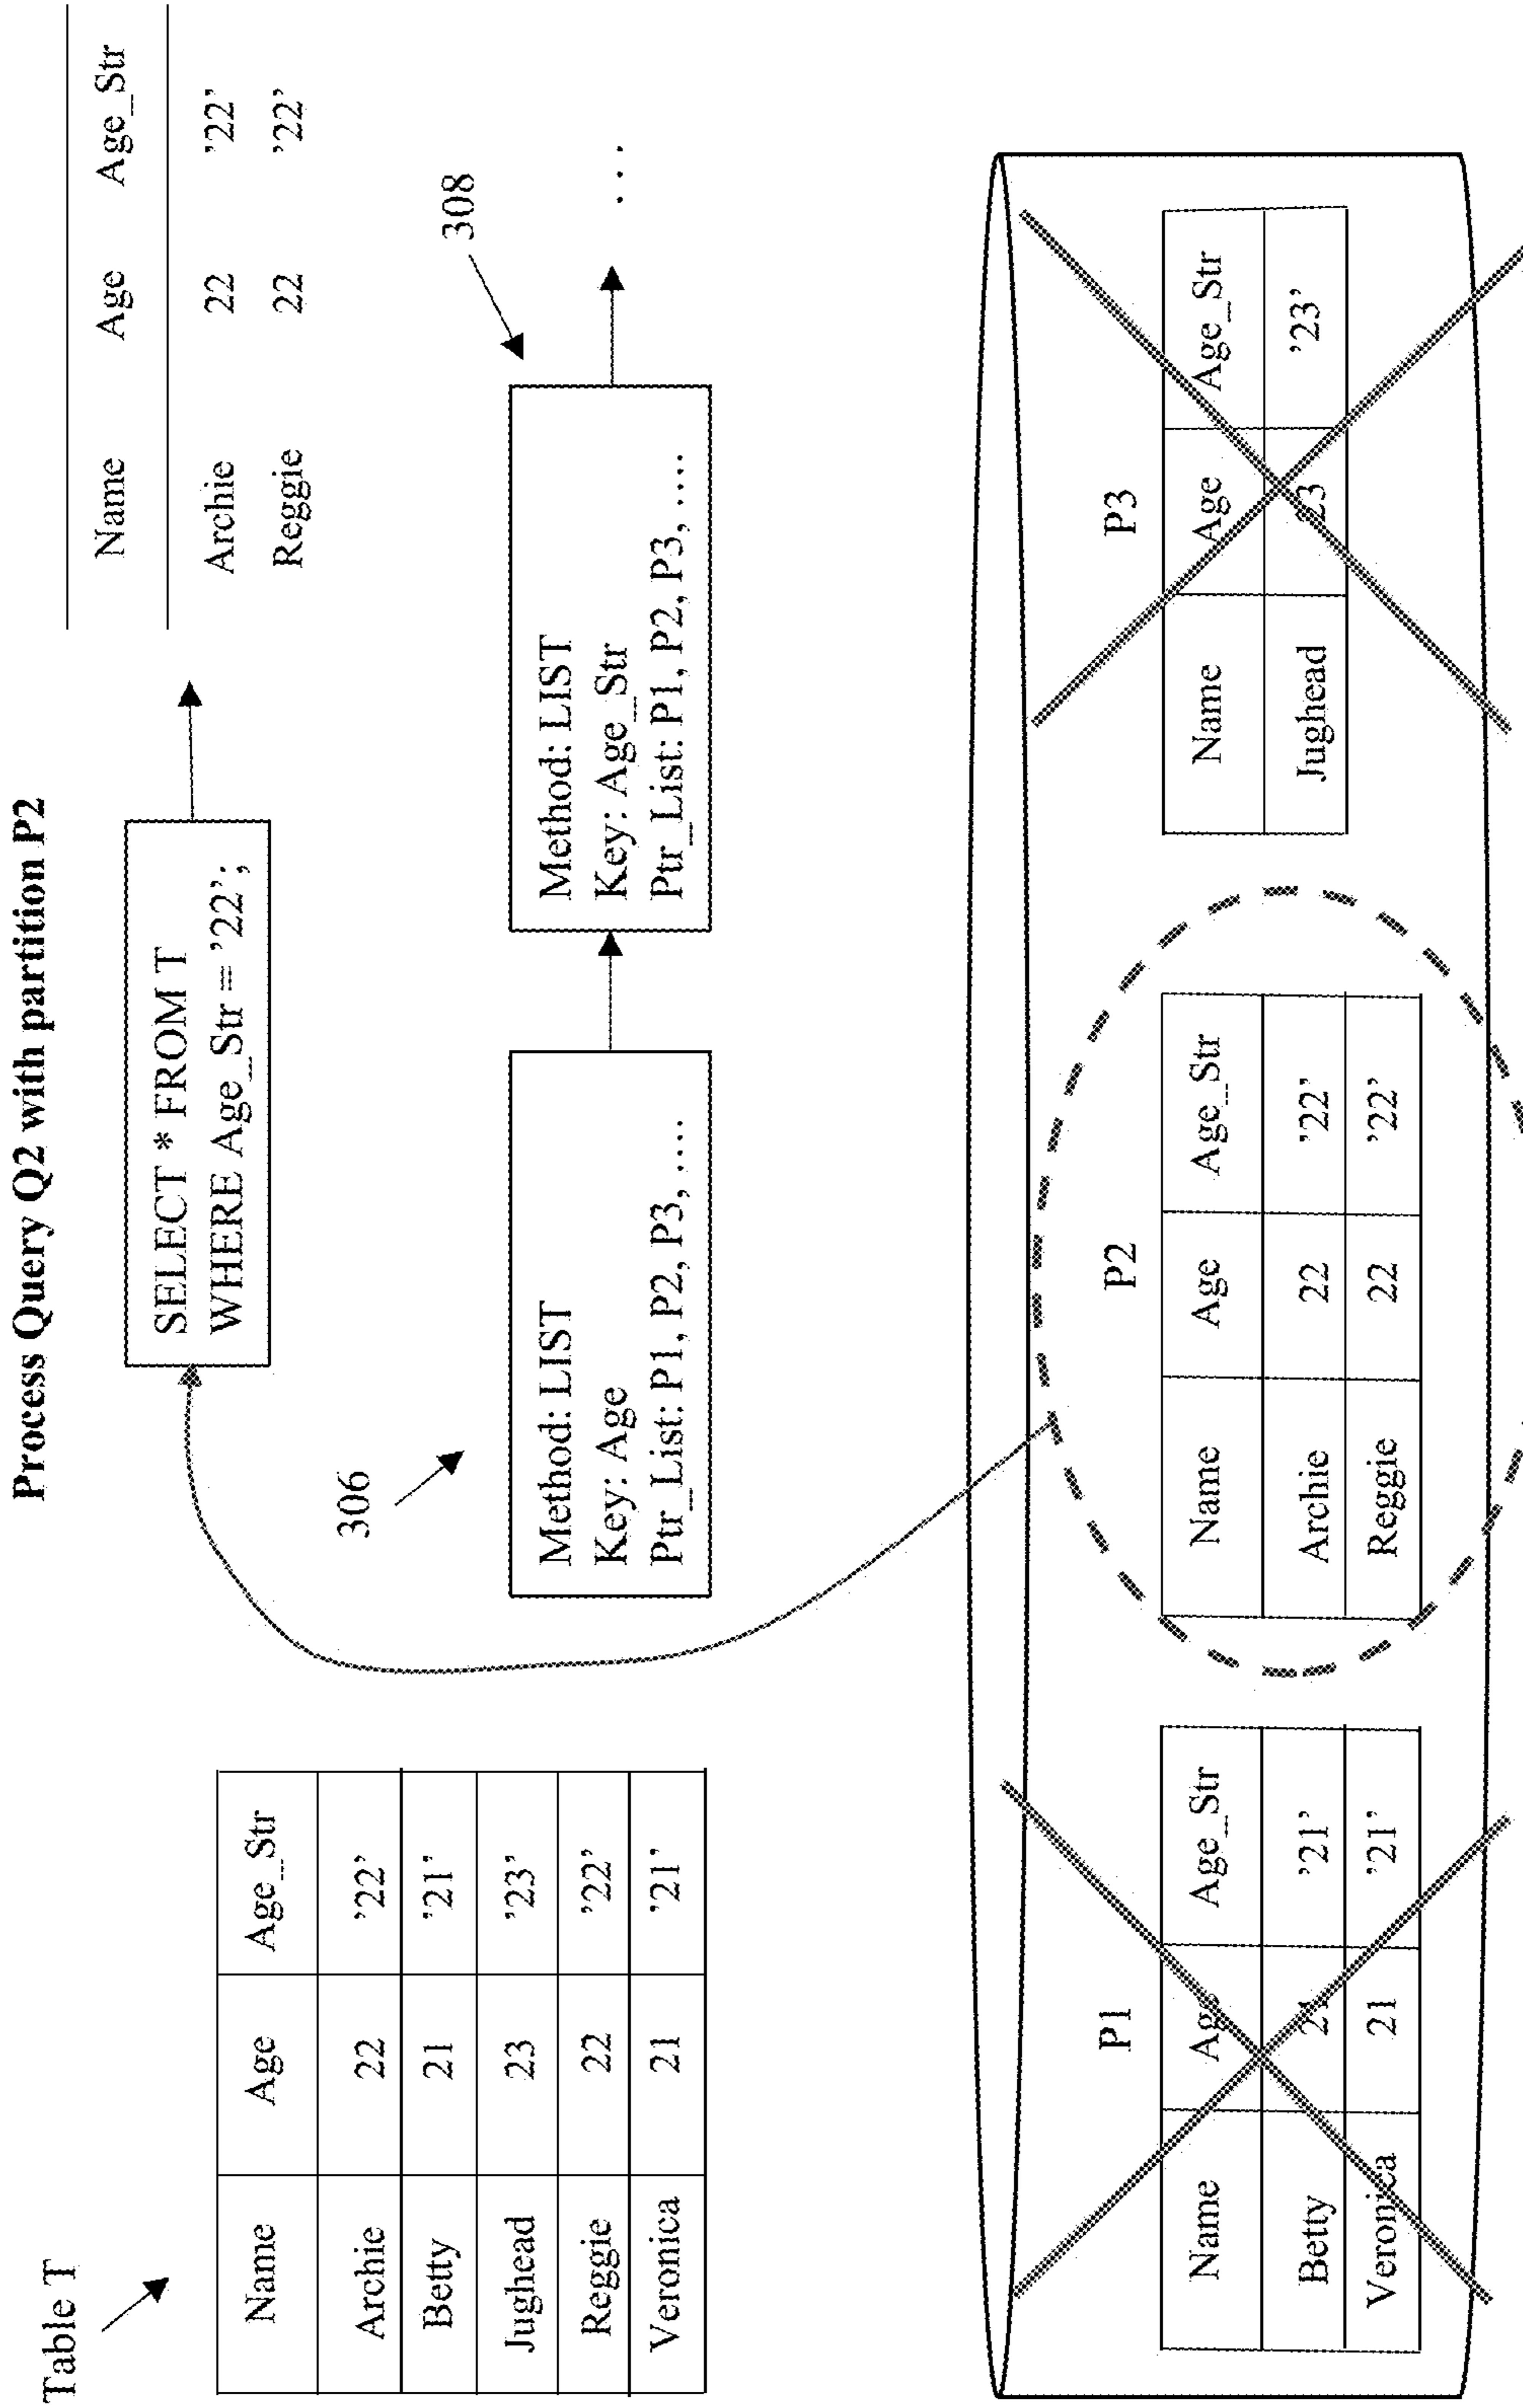 Process Query Q2 with partition P2
Table T
Name Age Age_Str
Archie 22 ’22’
Betty 21 ’21’
Jughead 23 ’23’
Reggie 22 ’22’
Veronica 21 ’21’
SELECT * FROM T
WHERE Age_Str = ’22’;
Name Age Age_Str
Archie 22 ’22’
Reggie 22 ’22’
306
Method: LIST
Key: Age
Ptr_List: P1, P2, P3, ....
308
Method: LIST
Key: Age_Str
Ptr_List: P1, P2, P3, ....
...
P1
Name Age Age_Str
Betty 21 ’21’
Veronica 21 ’21’
P2
Name Age Age_Str
Archie 22 ’22’
Reggie 22 ’22’
P3
Name Age Age_Str
Jughead 23 ’23’